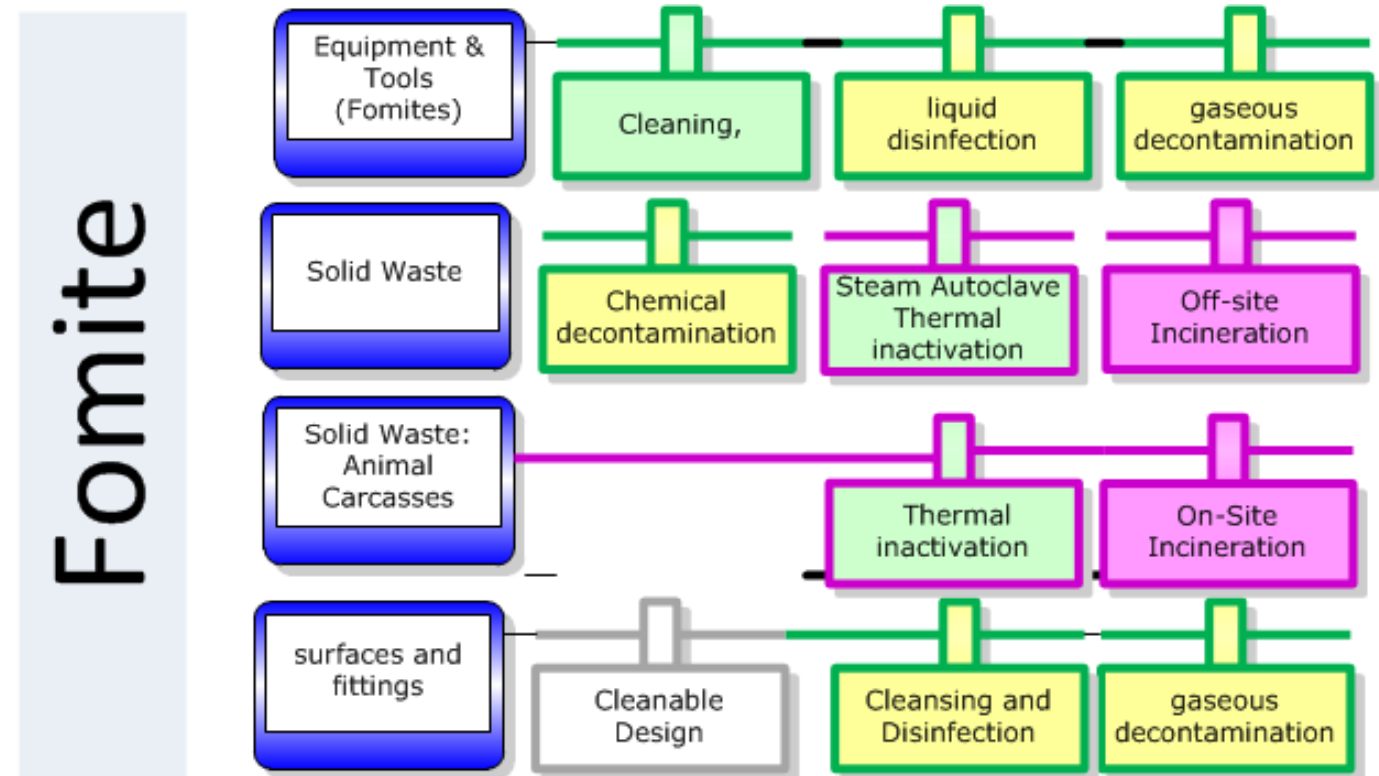 Fomite
Equipment &
Tools
(Fomites)
Cleaning,
liquid
disinfection
gaseous
decontamination
Solid Waste
Chemical
decontamination
Steam Autoclave
Thermal
inactivation
Off-site
Incineration
Solid Waste:
Animal
Carcasses
Thermal
inactivation
On-Site
Incineration
surfaces and
fittings
Cleanable
Design
Cleansing and
Disinfection
gaseous
decontamination